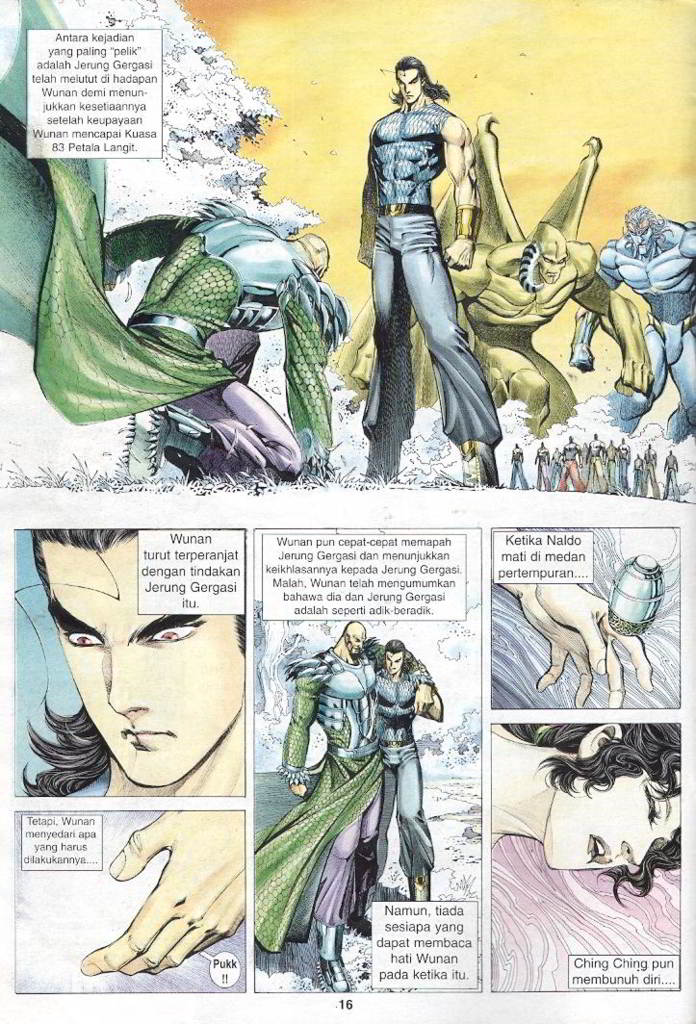 Antara kejadian
yang paling "pelik"
adalah Jerung Gergasi
telah melutut di hadapan
Wunan demi menun-
jukkan kesetiaannya
setelah keupayaan
Wunan mencapai Kuasa
83 Petala Langit.
Wunan
turut terperanjat
dengan tindakan
Jerung Gergasi
itu.
Tetapi, Wunan
menyedari apa
yang harus
dilakukannya....
Pukk
!!
Wunan pun cepat-cepat memapah
Jerung Gergasi dan menunjukkan
keikhlasannya kepada Jerung Gergasi.
Malah, Wunan telah mengumumkan
bahawa dia dan Jerung Gergasi
adalah seperti adik-beradik.
Namun, tiada
sesiapa yang
dapat membaca
hati Wunan
pada ketika itu.
Ketika Naldo
mati di medan
pertempuran....
Ching Ching pun
membunuh diri....
16